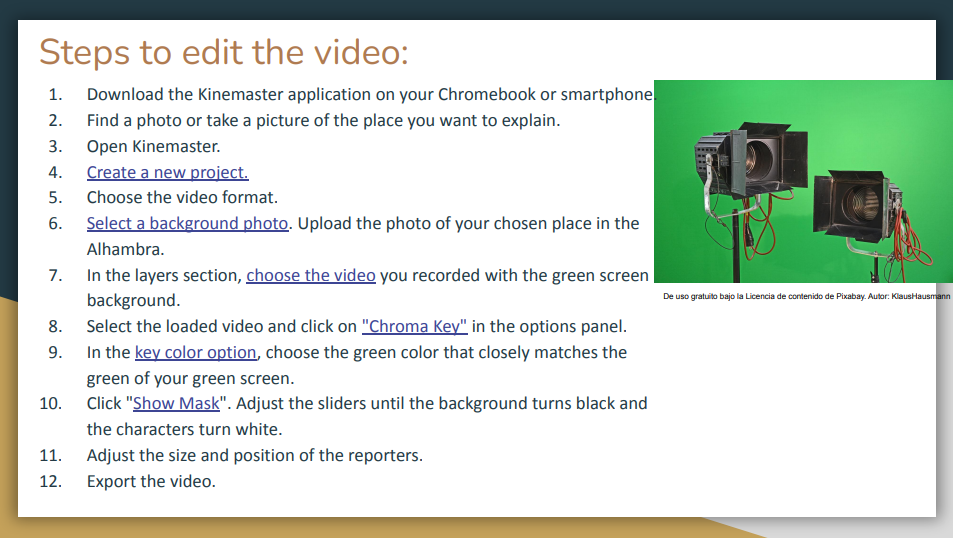 Steps to edit the video:
1. Download the Kinemaster application on your Chromebook or smartphone.
2. Find a photo or take a picture of the place you want to explain.
3. Open Kinemaster.
4. Create a new project.
5. Choose the video format.
6. Select a background photo. Upload the photo of your chosen place in the
Alhambra.
7. In the layers section, choose the video you recorded with the green screen
background.
8. Select the loaded video and click on "Chroma Key" in the options panel.
9. In the key color option, choose the green color that closely matches the
green of your green screen.
10. Click "Show Mask". Adjust the sliders until the background turns black and
the characters turn white.
11. Adjust the size and position of the reporters.
12. Export the video.
De uso gratuito bajo la Licencia de contenido de Pixabay. Autor: KlausHausmann